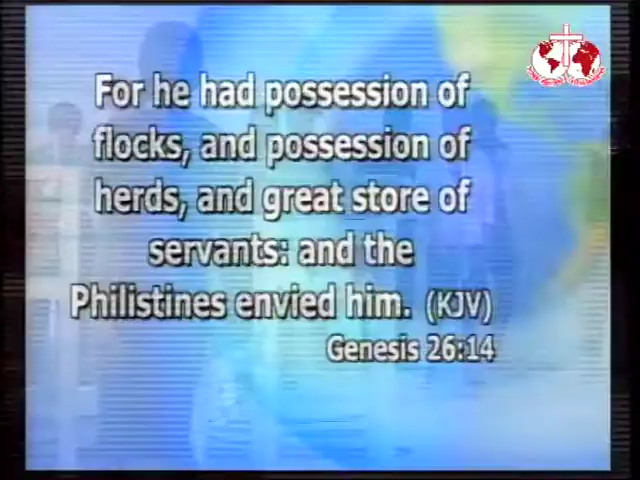 For he had possession of
flocks, and possession of
herds, and great store of
servants: and the
Philistines envied him. (KJV)
Genesis 26:14